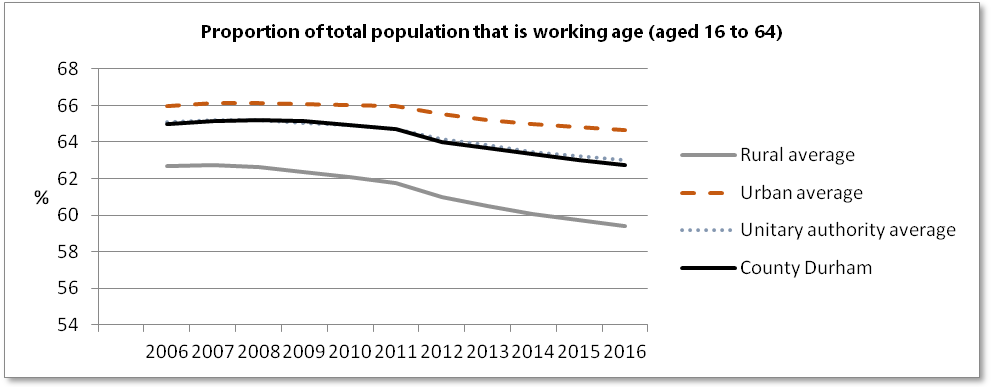 Proportion of total population that is working age (aged 16 to 64)
68
66
64
62
60
58
56
54
%
2006 2007 2008 2009 2010 2011 2012 2013 2014 2015 2016
Rural average
Urban average
Unitary authority average
County Durham